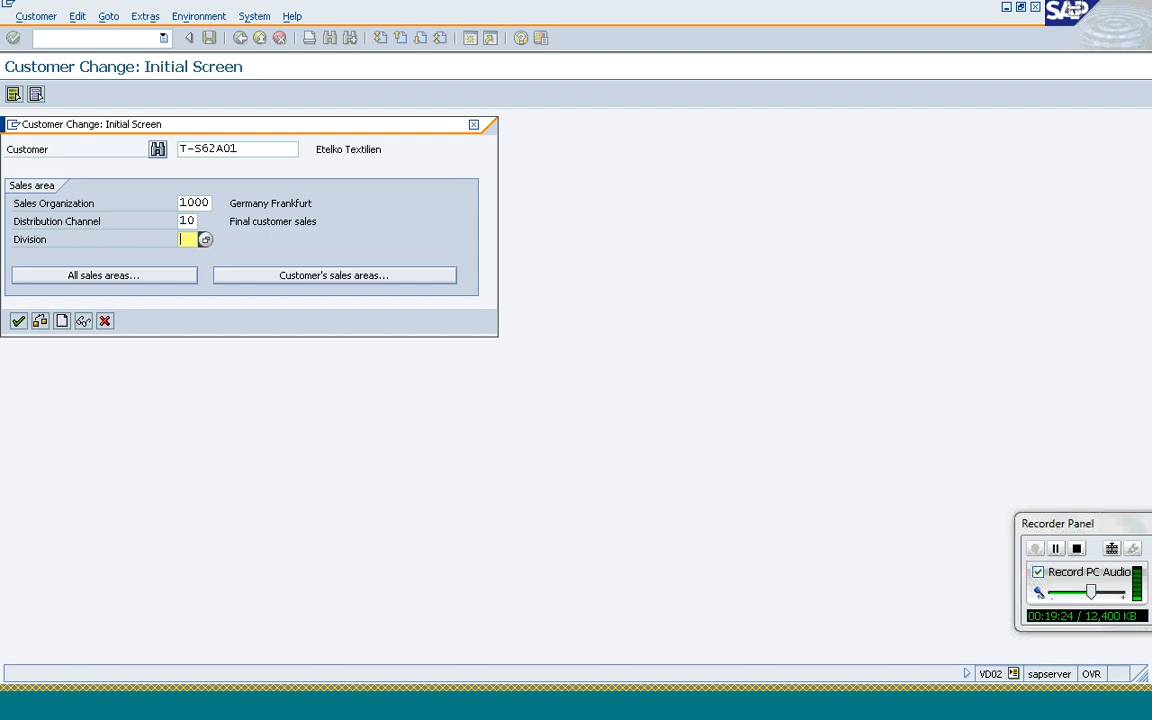 Customer Edit Goto Extras Environment System Help
SAP
Customer Change: Initial Screen
Customer Change: Initial Screen
Customer T-S62A01 Etelko Textilien
Sales area
Sales Organization 1000 Germany Frankfurt
Distribution Channel 10 Final customer sales
Division
All sales areas... Customer's sales areas...
Recorder Panel
Record PC Audio
- +
00:19:24 / 12,400 KB
VD02 sapserver OVR